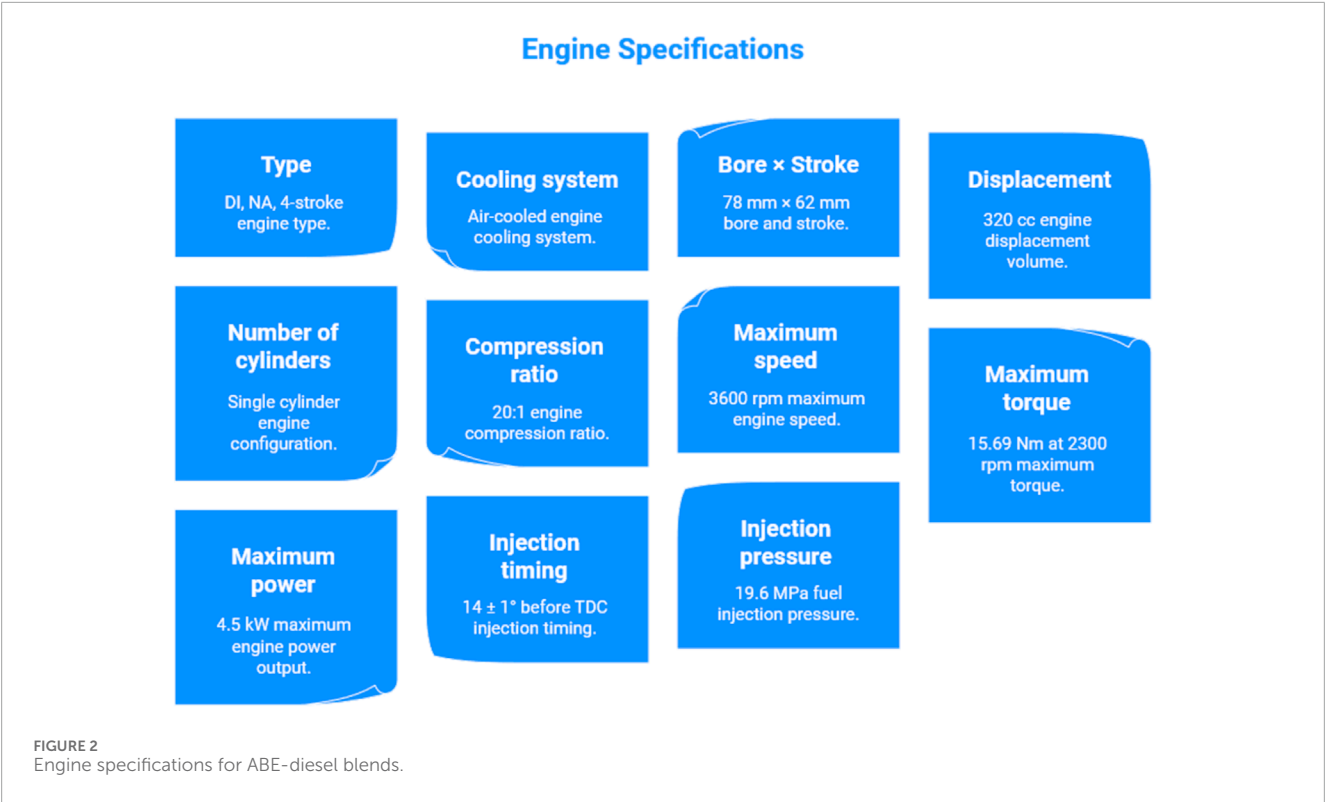 Engine Specifications
Type
DI, NA, 4-stroke
engine type.
Cooling system
Air-cooled engine
cooling system.
Bore × Stroke
78 mm × 62 mm
bore and stroke.
Displacement
320 cc engine
displacement
volume.
Number of
cylinders
Single cylinder
engine
configuration.
Compression
ratio
20:1 engine
compression ratio.
Maximum
speed
3600 rpm maximum
engine speed.
Maximum
torque
15.69 Nm at 2300
rpm maximum
torque.
Maximum
power
4.5 kW maximum
engine power
output.
Injection
timing
14 ± 1° before TDC
injection timing.
Injection
pressure
19.6 MPa fuel
injection pressure.
FIGURE 2
Engine specifications for ABE-diesel blends.